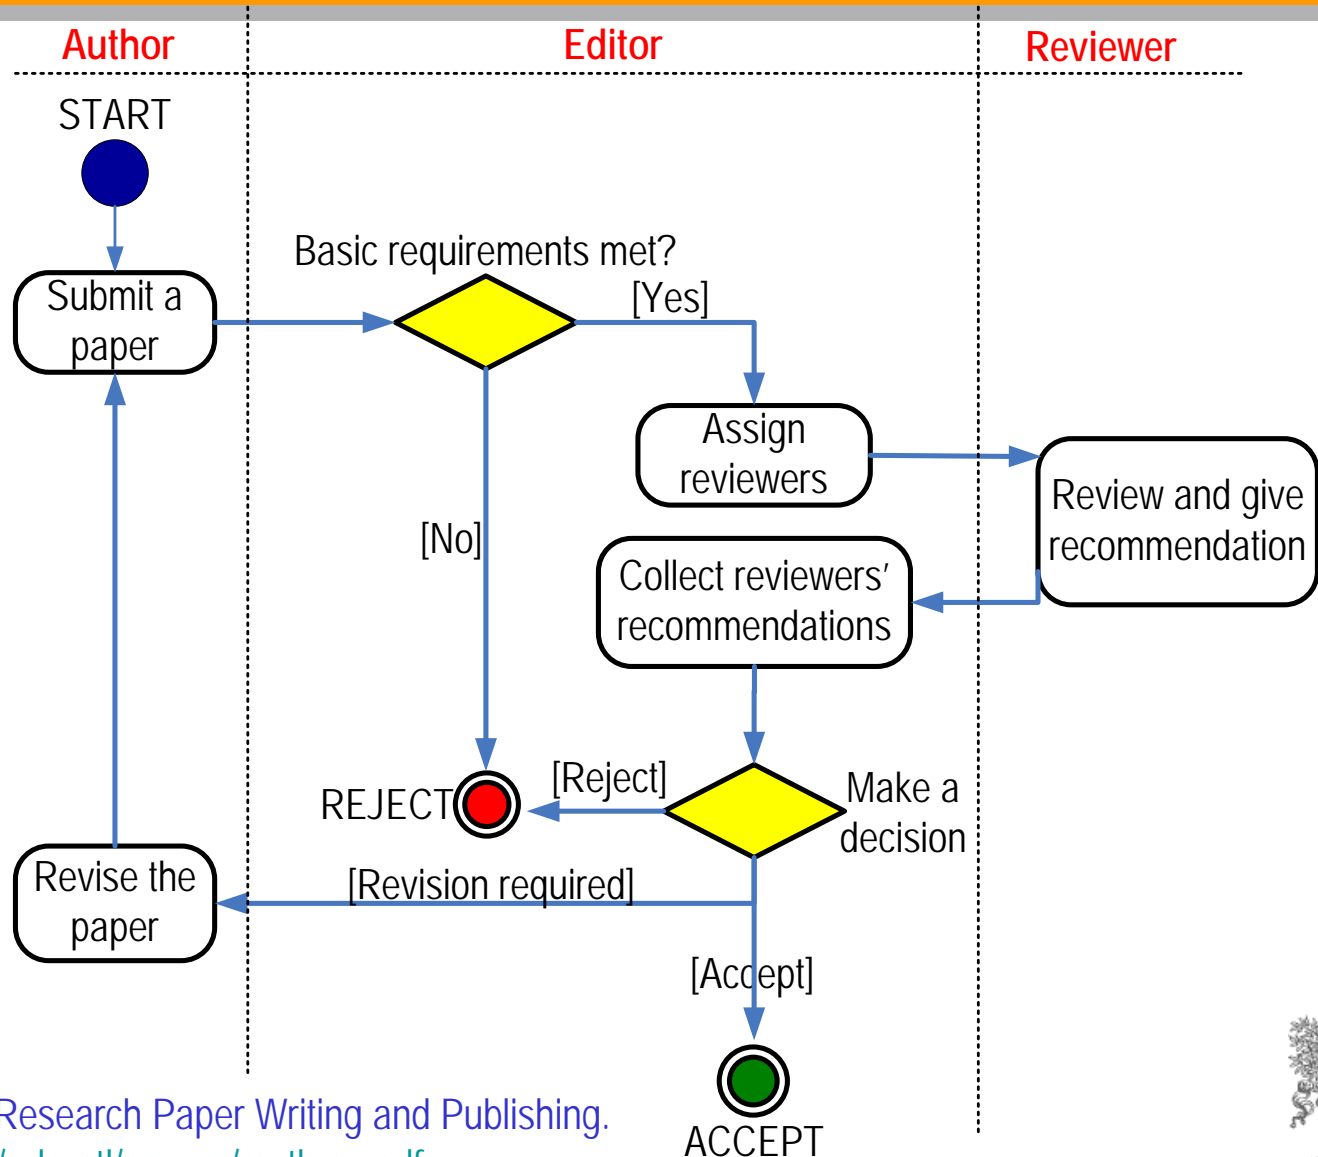 Author
Editor
Reviewer
START
Basic requirements met?
[Yes]
Submit a
paper
Assign
reviewers
Review and give
recommendation
[No]
Collect reviewers’
recommendations
[Reject]
REJECT
Make a
decision
Revise the
paper
[Revision required]
[Accept]
Research Paper Writing and Publishing.
ACCEPT